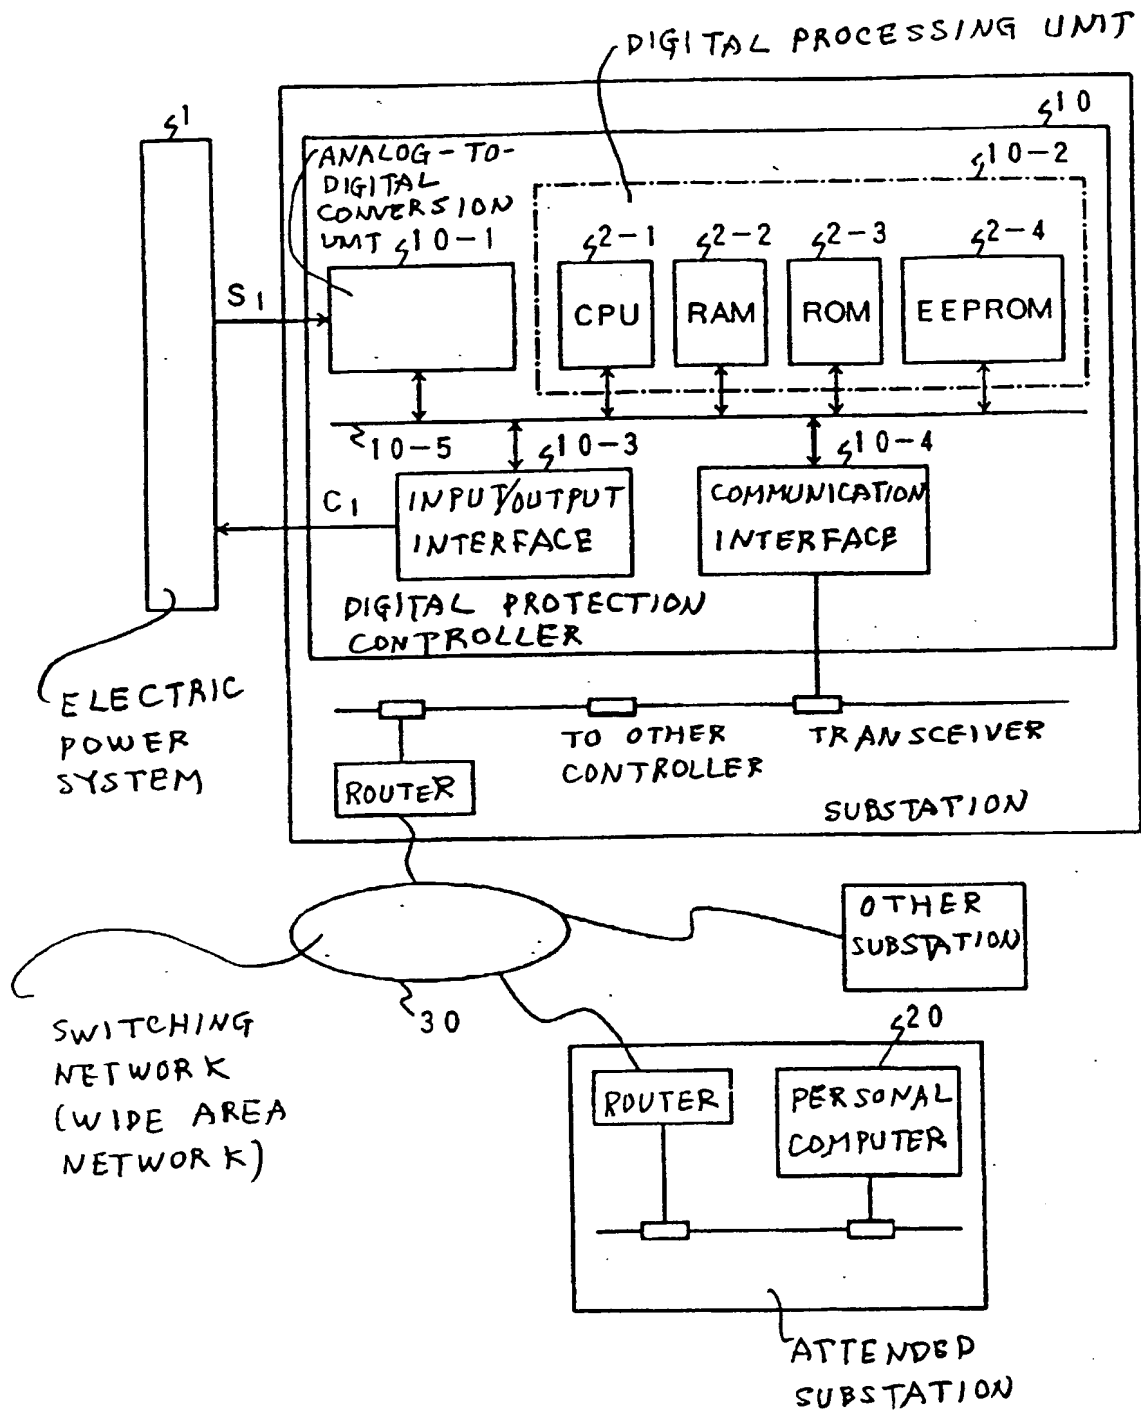 DIGITAL PROCESSING UNIT
1
10
ANALOG-TO-
DIGITAL
CONVERSION
UNIT
10-1
10-2
2-1
2-2
2-3
2-4
S1
CPU
RAM
ROM
EEPROM
10-5
10-3
10-4
C1
INPUT/OUTPUT
INTERFACE
COMMUNICATION
INTERFACE
DIGITAL PROTECTION
CONTROLLER
ELECTRIC
POWER
SYSTEM
TO OTHER
CONTROLLER
TRANSCEIVER
ROUTER
SUBSTATION
OTHER
SUBSTATION
30
SWITCHING
NETWORK
(WIDE AREA
NETWORK)
20
ROUTER
PERSONAL
COMPUTER
ATTENDED
SUBSTATION